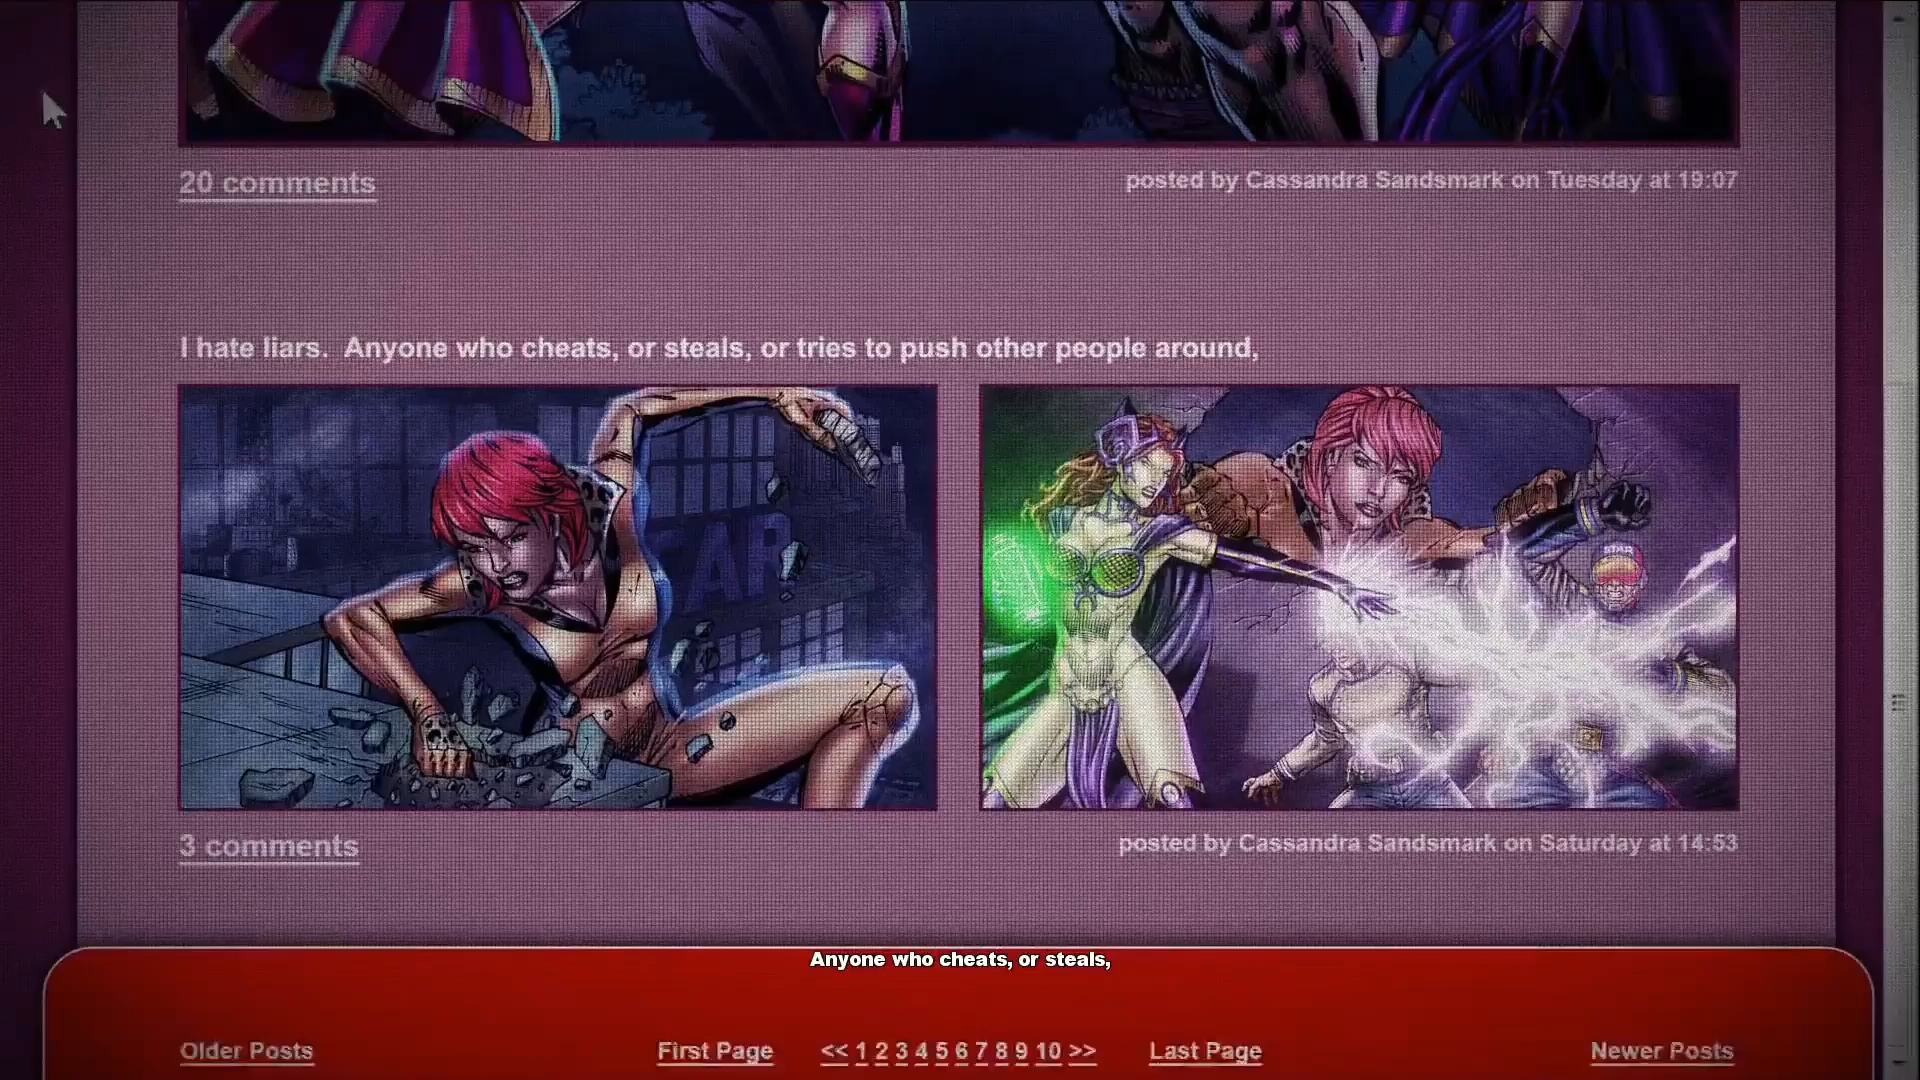 20 comments
posted by Cassandra Sandsmark on Tuesday at 19:07
I hate liars.  Anyone who cheats, or steals, or tries to push other people around,
3 comments
posted by Cassandra Sandsmark on Saturday at 14:53
Anyone who cheats, or steals,
Older Posts
First Page
<< 1 2 3 4 5 6 7 8 9 10 >>
Last Page
Newer Posts